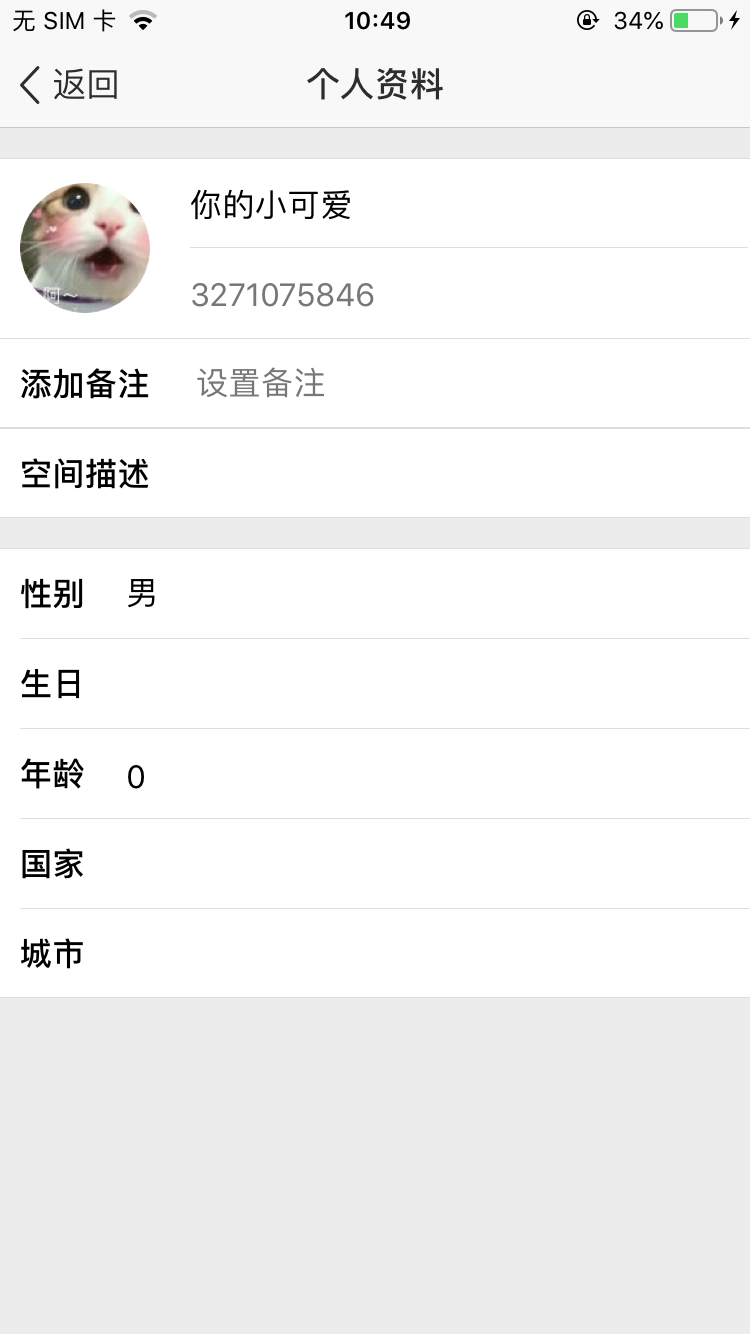 无 SIM 卡 10:49 34%
返回 个人资料
你的小可爱
阿~
3271075846
添加备注 设置备注
空间描述
性别 男
生日
年龄 0
国家
城市